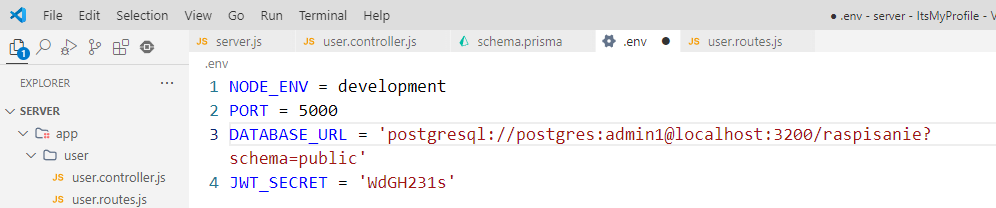 File Edit Selection View Go Run Terminal Help
● .env - server - ItsMyProfile - V
JS server.js JS user.controller.js schema.prisma .env ● JS user.routes.js
1
.env
EXPLORER ···
1 NODE_ENV = development
SERVER
2 PORT = 5000
app
3 DATABASE_URL = 'postgresql://postgres:admin1@localhost:3200/raspisanie?
user
schema=public'
JS user.controller.js
4 JWT_SECRET = 'WdGH231s'
JS user.routes.js